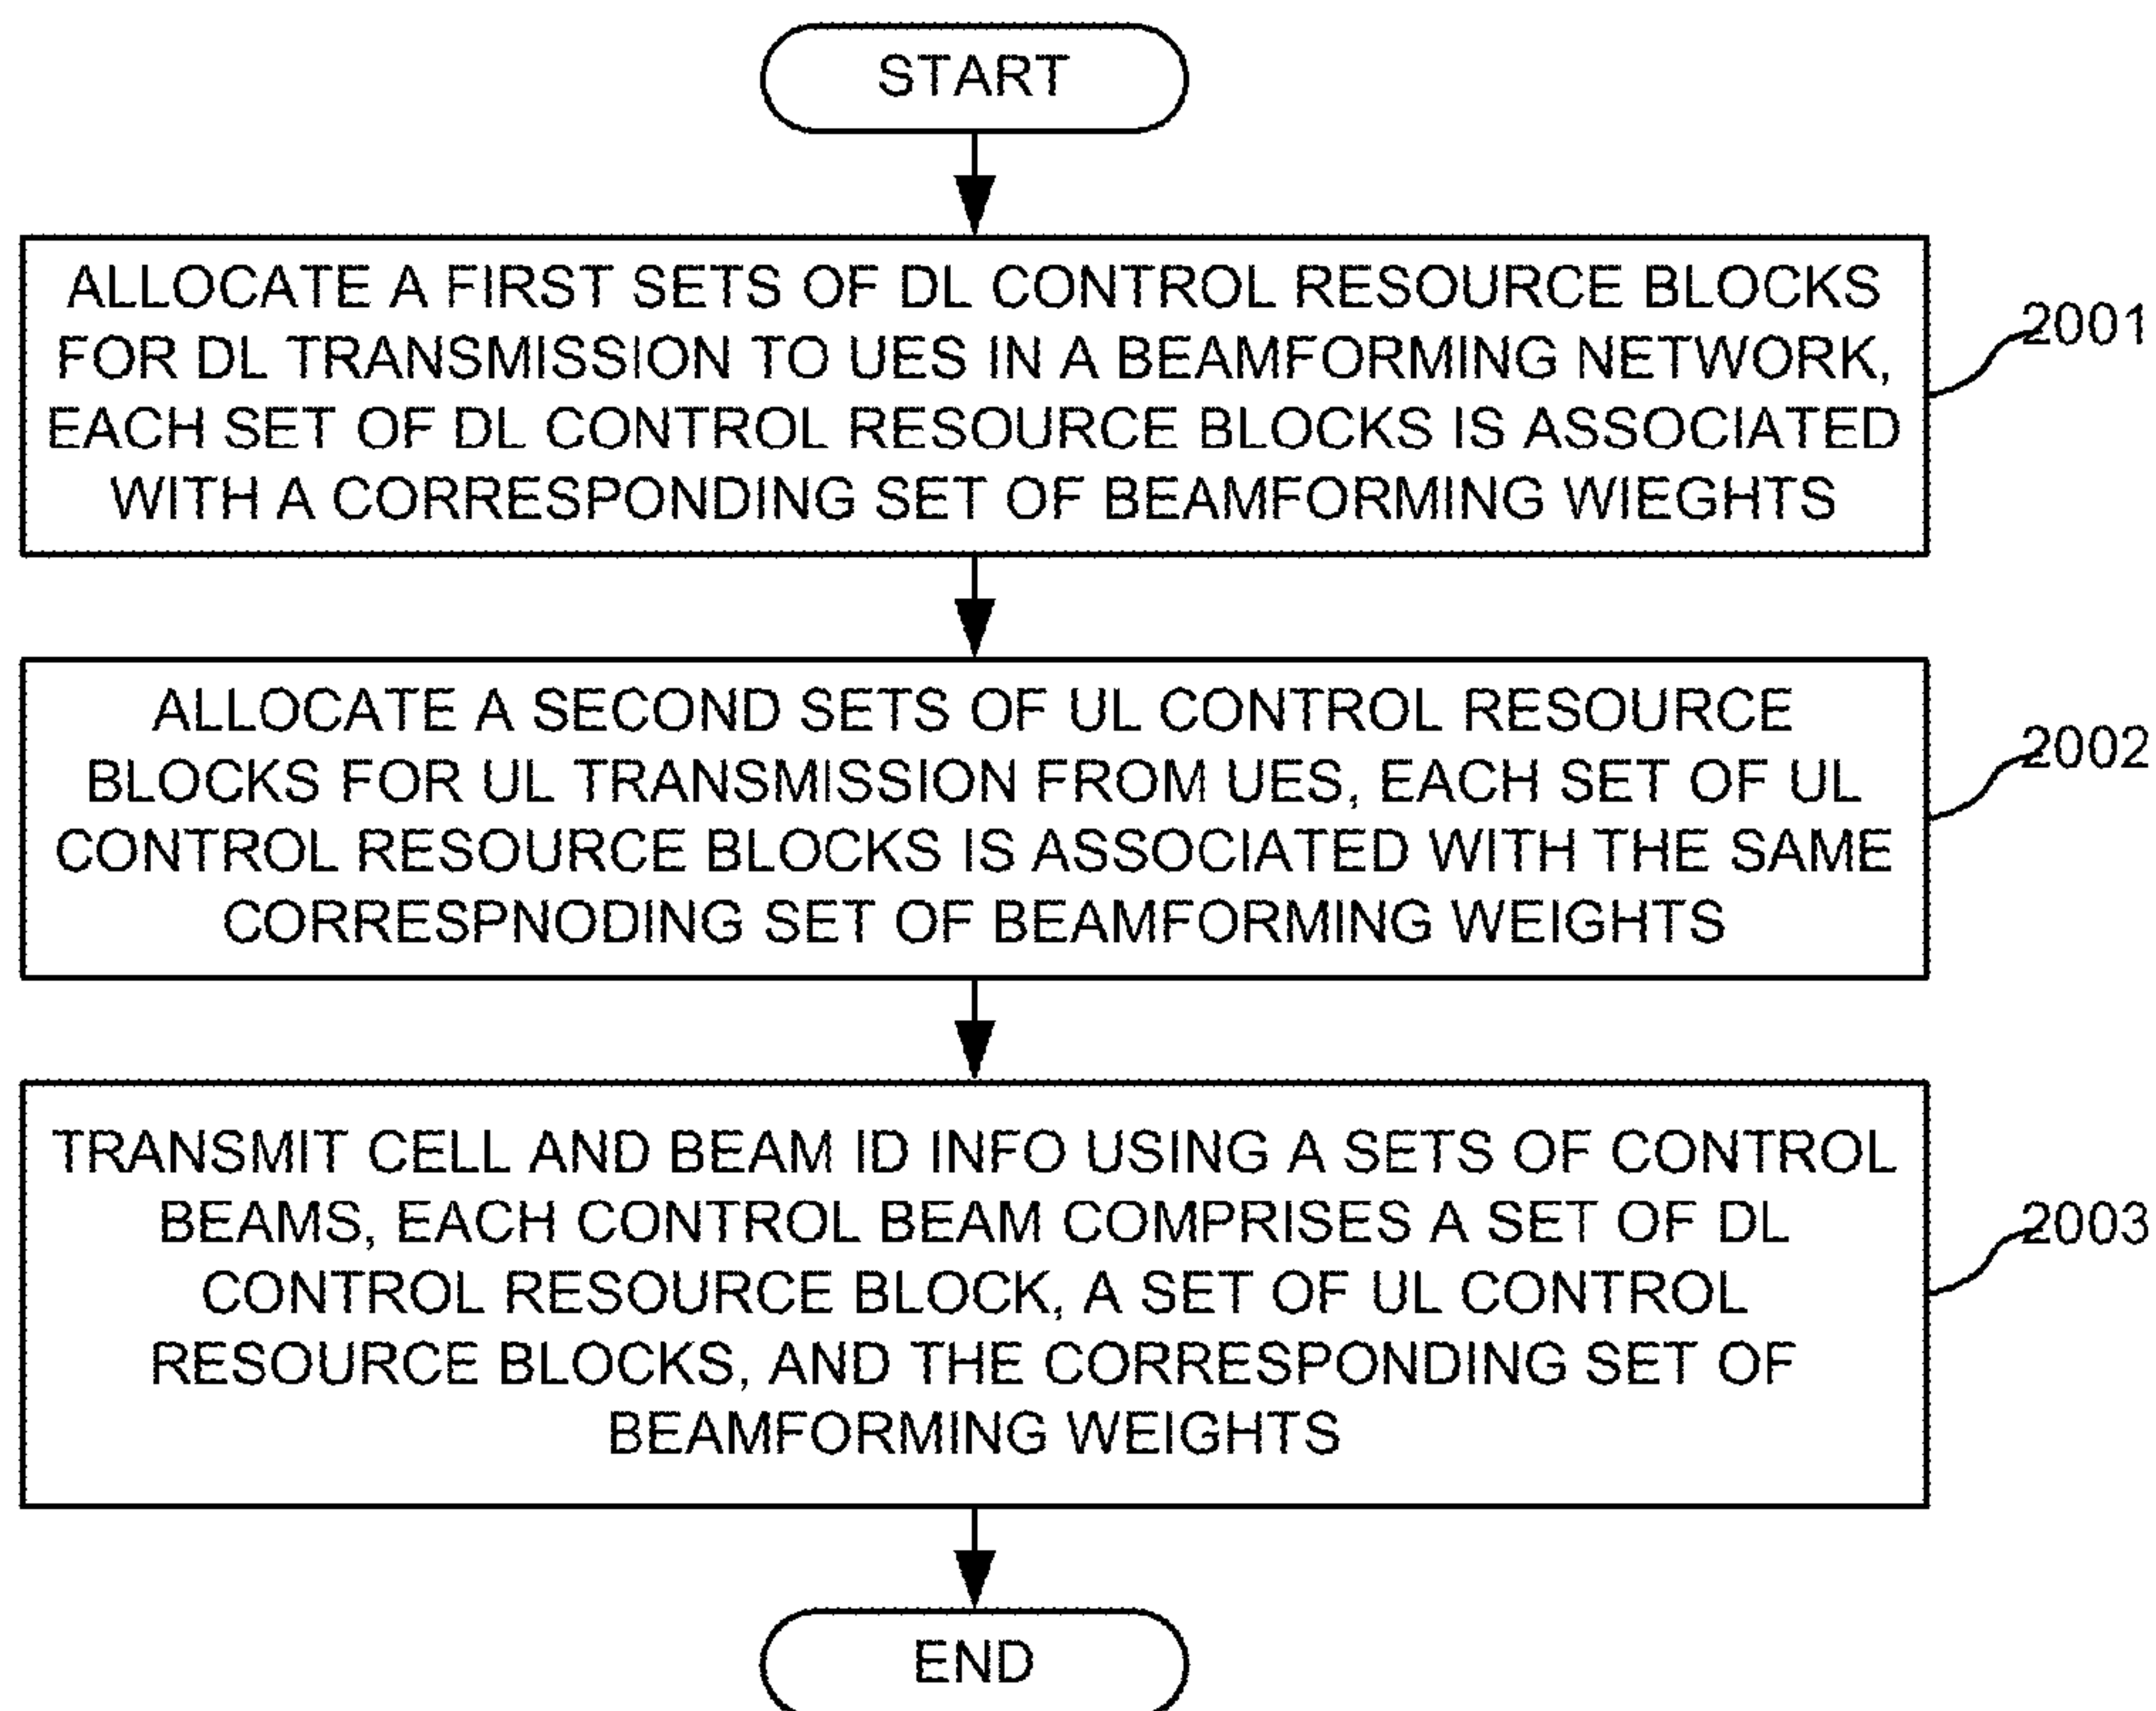 START
ALLOCATE A FIRST SETS OF DL CONTROL RESOURCE BLOCKS
FOR DL TRANSMISSION TO UES IN A BEAMFORMING NETWORK,
EACH SET OF DL CONTROL RESOURCE BLOCKS IS ASSOCIATED
WITH A CORRESPONDING SET OF BEAMFORMING WIEGHTS
2001
ALLOCATE A SECOND SETS OF UL CONTROL RESOURCE
BLOCKS FOR UL TRANSMISSION FROM UES, EACH SET OF UL
CONTROL RESOURCE BLOCKS IS ASSOCIATED WITH THE SAME
CORRESPNODING SET OF BEAMFORMING WEIGHTS
2002
TRANSMIT CELL AND BEAM ID INFO USING A SETS OF CONTROL
BEAMS, EACH CONTROL BEAM COMPRISES A SET OF DL
CONTROL RESOURCE BLOCK, A SET OF UL CONTROL
RESOURCE BLOCKS, AND THE CORRESPONDING SET OF
BEAMFORMING WEIGHTS
2003
END